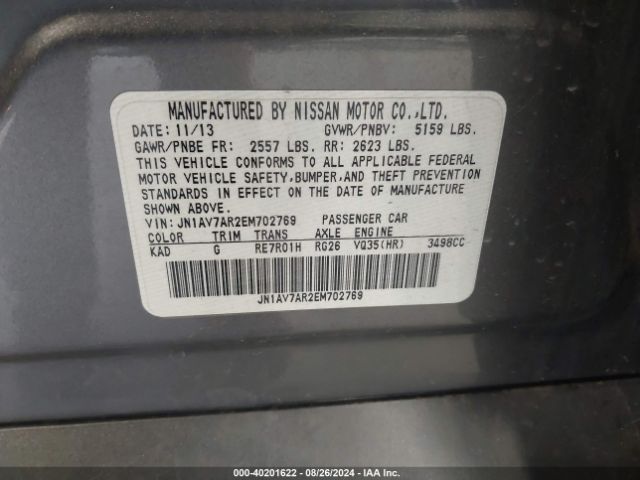 MANUFACTURED BY NISSAN MOTOR CO.,LTD.
DATE: 11/13 GVWR/PNBV: 5159 LBS.
GAWR/PNBE FR: 2557 LBS. RR: 2623 LBS.
THIS VEHICLE CONFORMS TO ALL APPLICABLE FEDERAL
MOTOR VEHICLE SAFETY,BUMPER,AND THEFT PREVENTION
STANDARDS IN EFFECT ON THE DATE OF MANUFACTURE
SHOWN ABOVE.
VIN: JN1AV7AR2EM702769 PASSENGER CAR
COLOR TRIM TRANS AXLE ENGINE
KAD G RE7R01H RG26 VQ35(HR) 3498CC
JN1AV7AR2EM702769
000-40201622 - 08/26/2024 - IAA Inc.